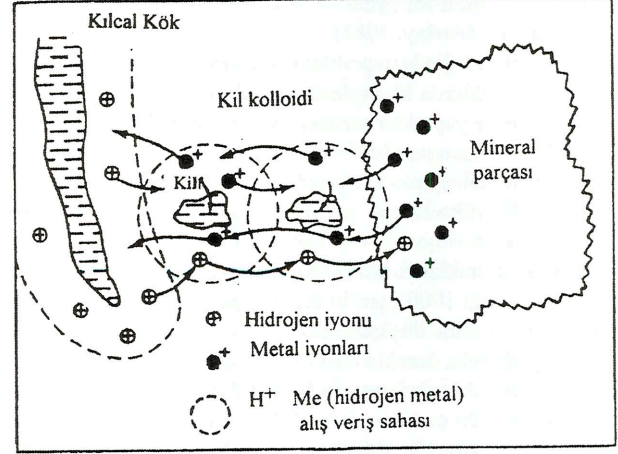 Kılcal Kök
Kil kolloidi
Mineral
parçası
Kil
Hidrojen iyonu
Metal iyonları
H+ Me (hidrojen metal)
alış veriş sahası